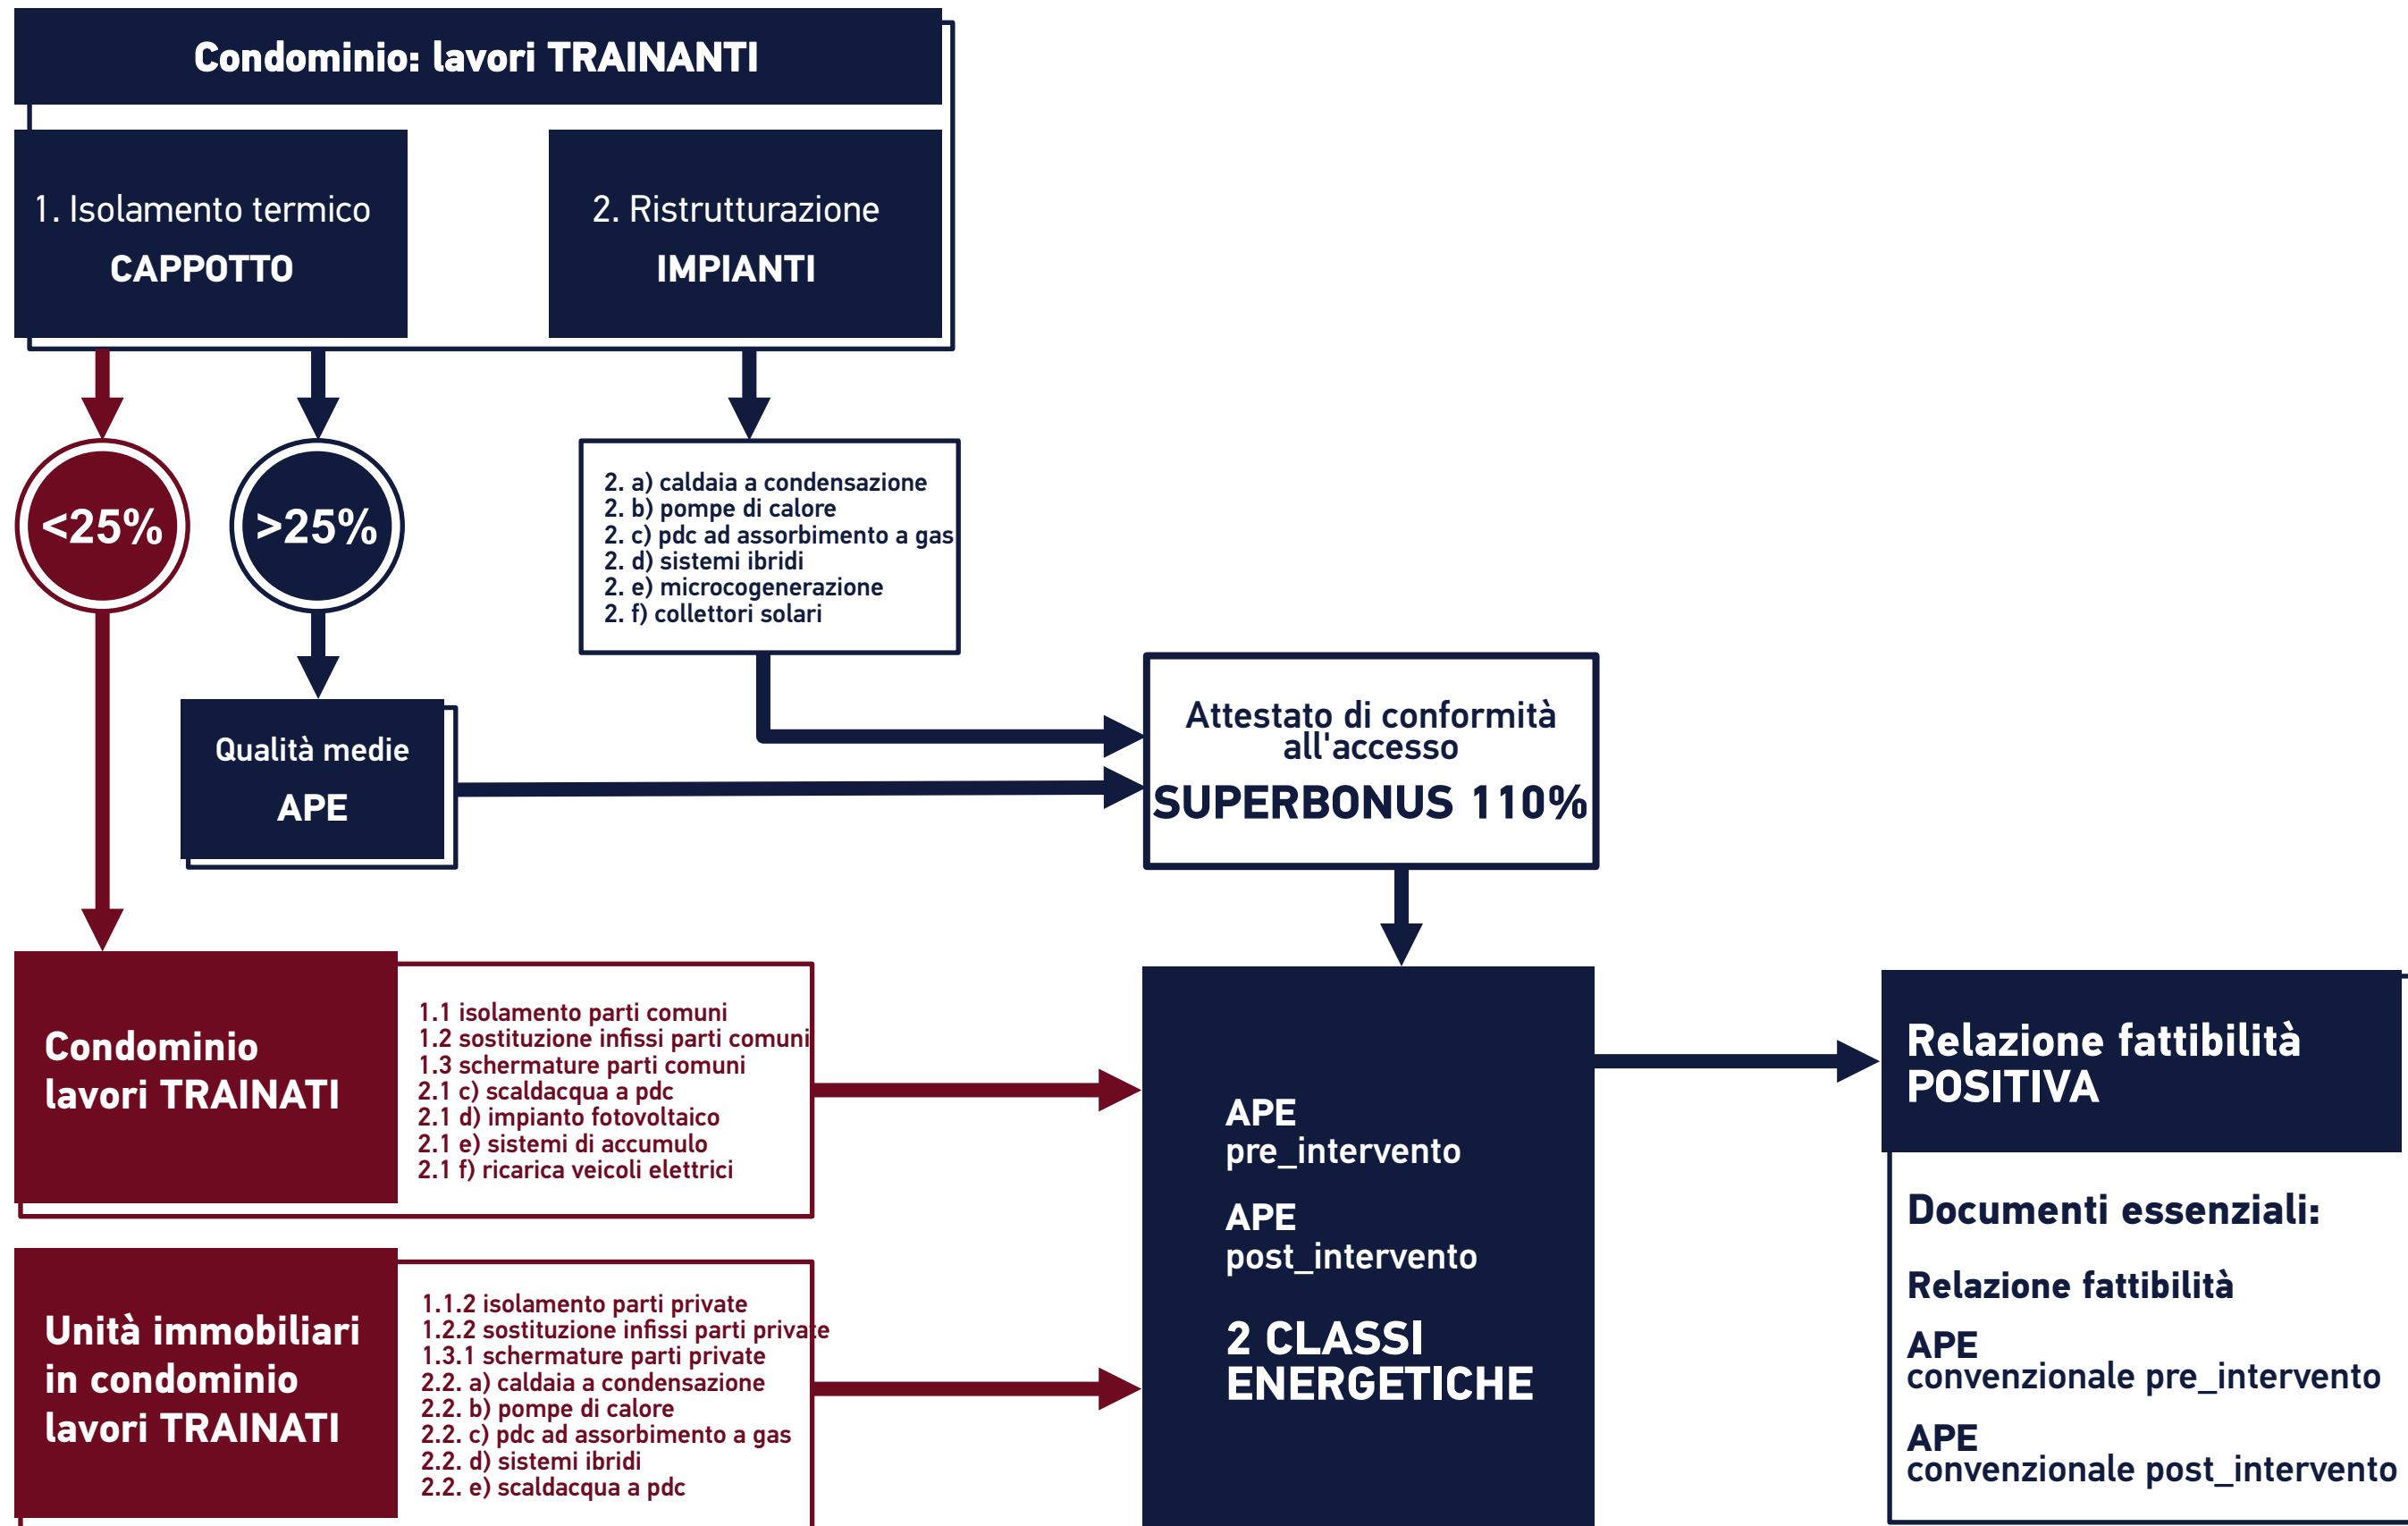 Condominio: lavori TRAINANTI
1. Isolamento termico
CAPPOTTO
2. Ristrutturazione
IMPIANTI
<25%
>25%
2. a) caldaia a condensazione
2. b) pompe di calore
2. c) pdc ad assorbimento a gas
2. d) sistemi ibridi
2. e) microcogenerazione
2. f) collettori solari
Qualità medie
APE
Attestato di conformità
all'accesso
SUPERBONUS 110%
Condominio
lavori TRAINATI
1.1 isolamento parti comuni
1.2 sostituzione infissi parti comuni
1.3 schermature parti comuni
2.1 c) scaldacqua a pdc
2.1 d) impianto fotovoltaico
2.1 e) sistemi di accumulo
2.1 f) ricarica veicoli elettrici
Unità immobiliari
in condominio
lavori TRAINATI
1.1.2 isolamento parti private
1.2.2 sostituzione infissi parti private
1.3.1 schermature parti private
2.2. a) caldaia a condensazione
2.2. b) pompe di calore
2.2. c) pdc ad assorbimento a gas
2.2. d) sistemi ibridi
2.2. e) scaldacqua a pdc
APE
pre_intervento
APE
post_intervento
2 CLASSI
ENERGETICHE
Relazione fattibilità
POSITIVA
Documenti essenziali:
Relazione fattibilità
APE
convenzionale pre_intervento
APE
convenzionale post_intervento